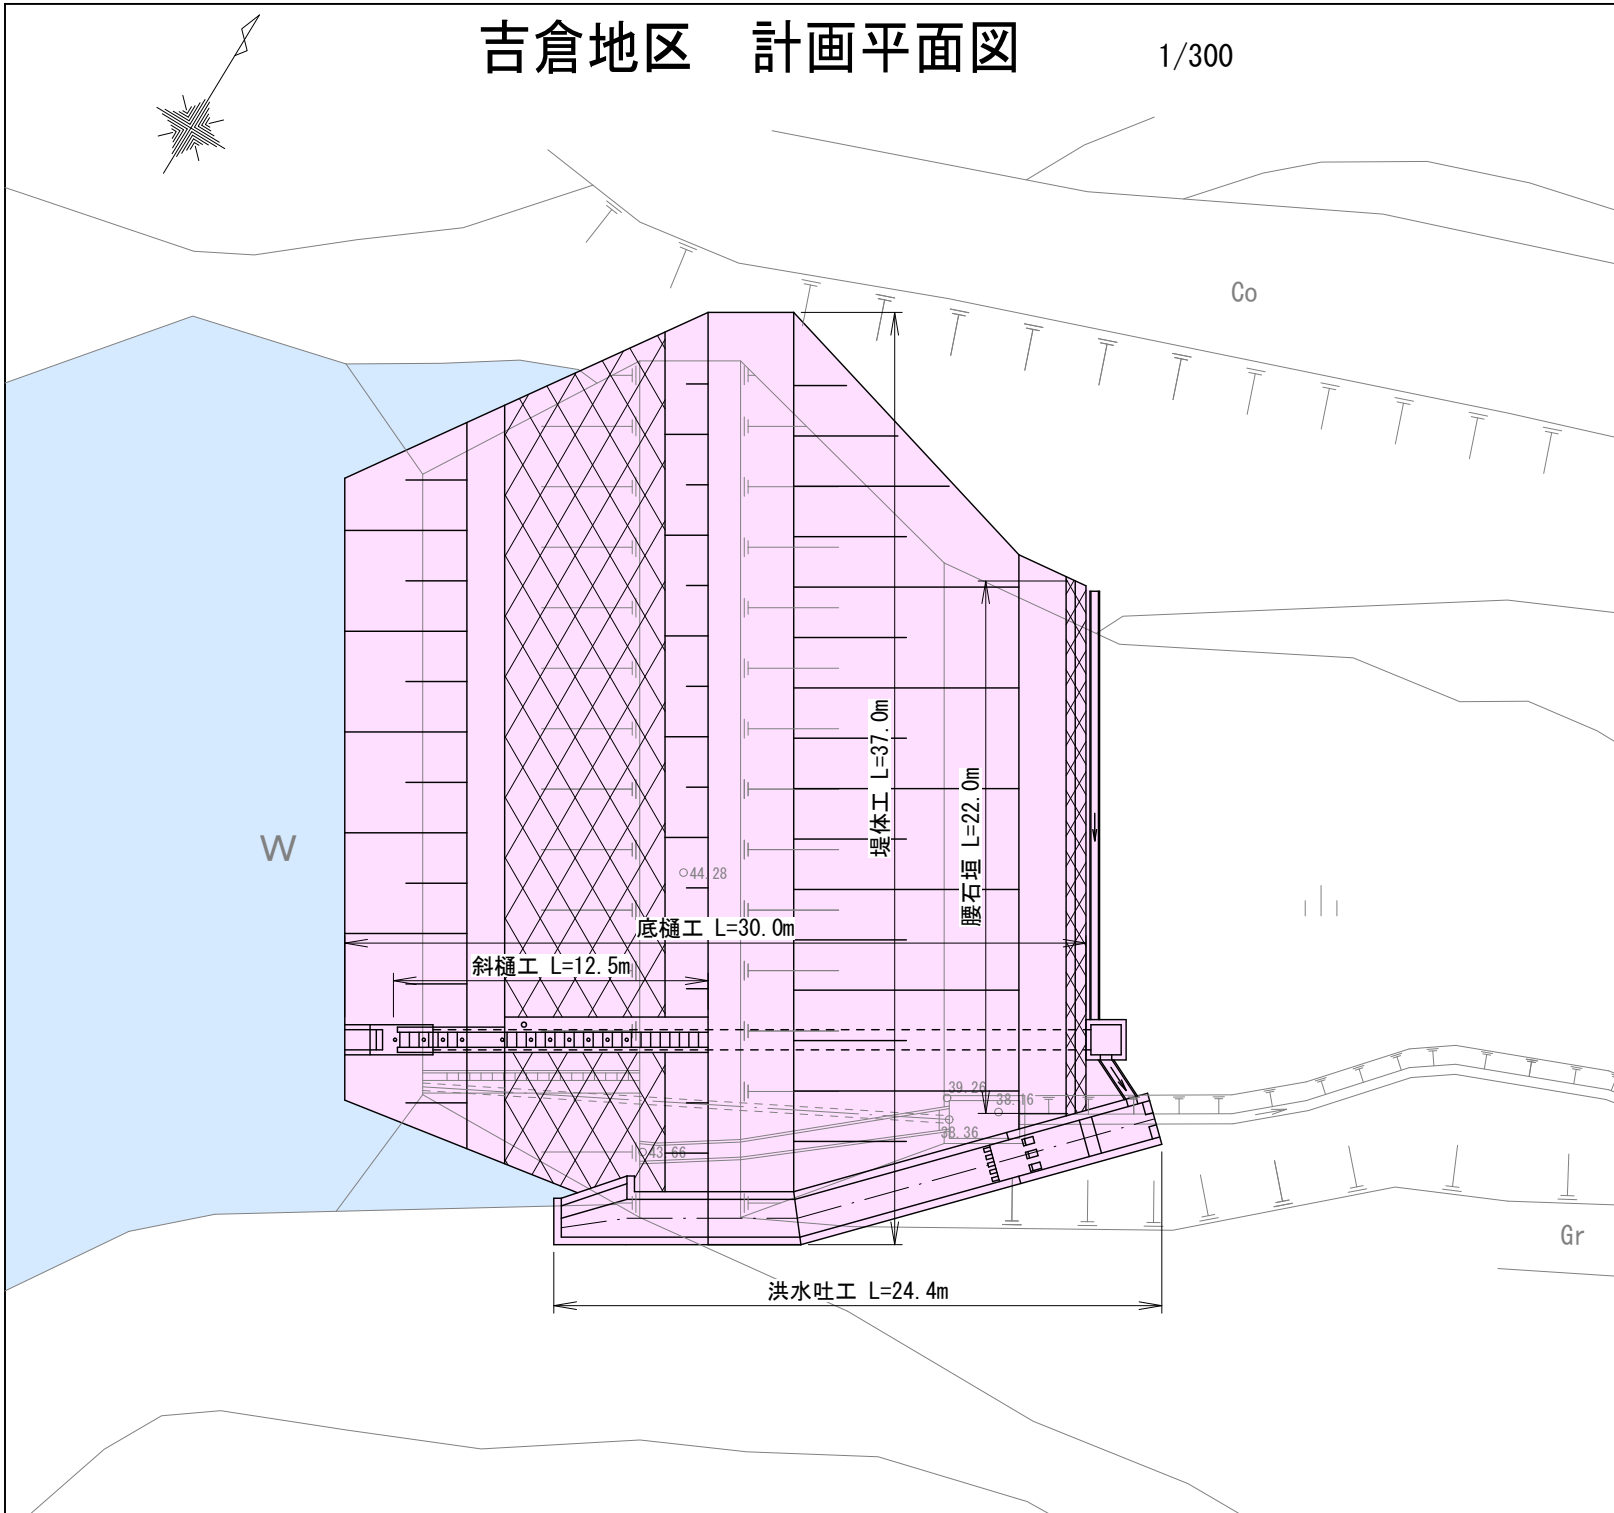 吉倉地区　計画平面図
1/300
Co
堤体工 L=37.0m
腰石垣 L=22.0m
W
44.28
底樋工 L=30.0m
斜樋工 L=12.5m
39.26
38.16
38.36
43.66
Gr
洪水吐工 L=24.4m